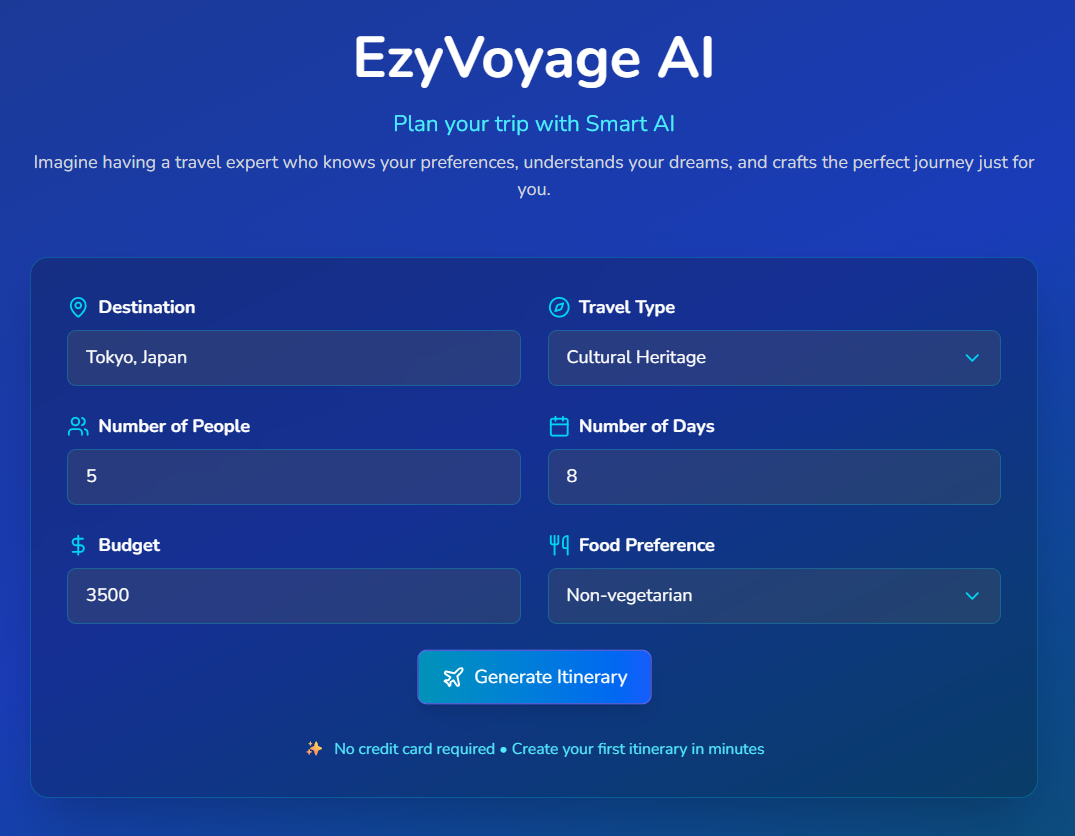 EzyVoyage AI
Plan your trip with Smart AI
Imagine having a travel expert who knows your preferences, understands your dreams, and crafts the perfect journey just for
you.
Destination
Travel Type
Tokyo, Japan
Cultural Heritage
Number of People
Number of Days
5
8
Budget
Food Preference
3500
Non-vegetarian
Generate Itinerary
✨ No credit card required • Create your first itinerary in minutes